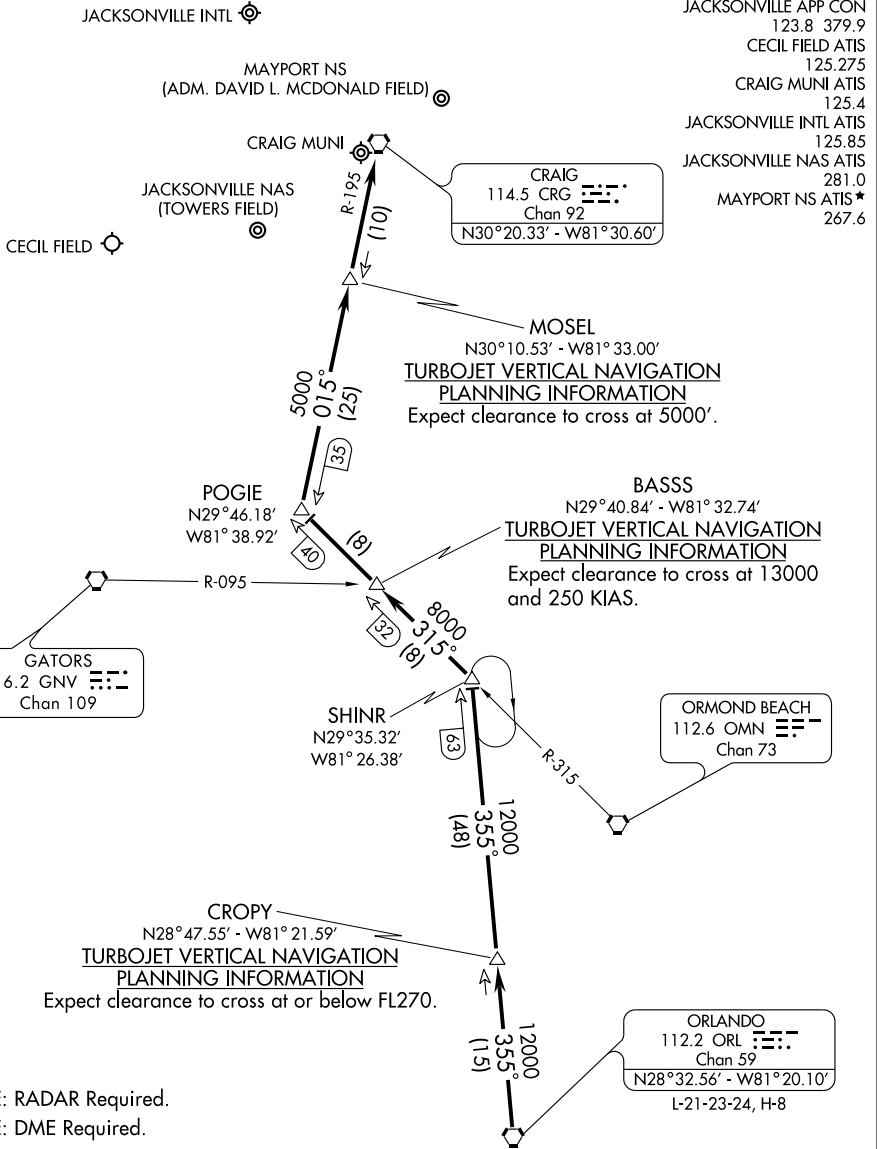 JACKSONVILLE INTL
JACKSONVILLE APP CON
123.8 379.9
CECIL FIELD ATIS
125.275
CRAIG MUNI ATIS
125.4
JACKSONVILLE INTL ATIS
125.85
JACKSONVILLE NAS ATIS
281.0
MAYPORT NS ATIS★
267.6
MAYPORT NS
(ADM. DAVID L. MCDONALD FIELD)
CRAIG MUNI
JACKSONVILLE NAS
(TOWERS FIELD)
CECIL FIELD
CRAIG
114.5 CRG
Chan 92
N30°20.33' - W81°30.60'
R-195
(10)
MOSEL
N30°10.53' - W81°33.00'
TURBOJET VERTICAL NAVIGATION
PLANNING INFORMATION
Expect clearance to cross at 5000'.
5000
015°
(25)
35
POGIE
N29°46.18'
W81°38.92'
40
(8)
BASSS
N29°40.84' - W81°32.74'
TURBOJET VERTICAL NAVIGATION
PLANNING INFORMATION
Expect clearance to cross at 13000
and 250 KIAS.
R-095
GATORS
6.2 GNV
Chan 109
32
8000
315°
(8)
SHINR
N29°35.32'
W81°26.38'
63
R-315
ORMOND BEACH
112.6 OMN
Chan 73
12000
355°
(48)
CROPY
N28°47.55' - W81°21.59'
TURBOJET VERTICAL NAVIGATION
PLANNING INFORMATION
Expect clearance to cross at or below FL270.
12000
355°
(15)
ORLANDO
112.2 ORL
Chan 59
N28°32.56' - W81°20.10'
L-21-23-24, H-8
E: RADAR Required.
E: DME Required.